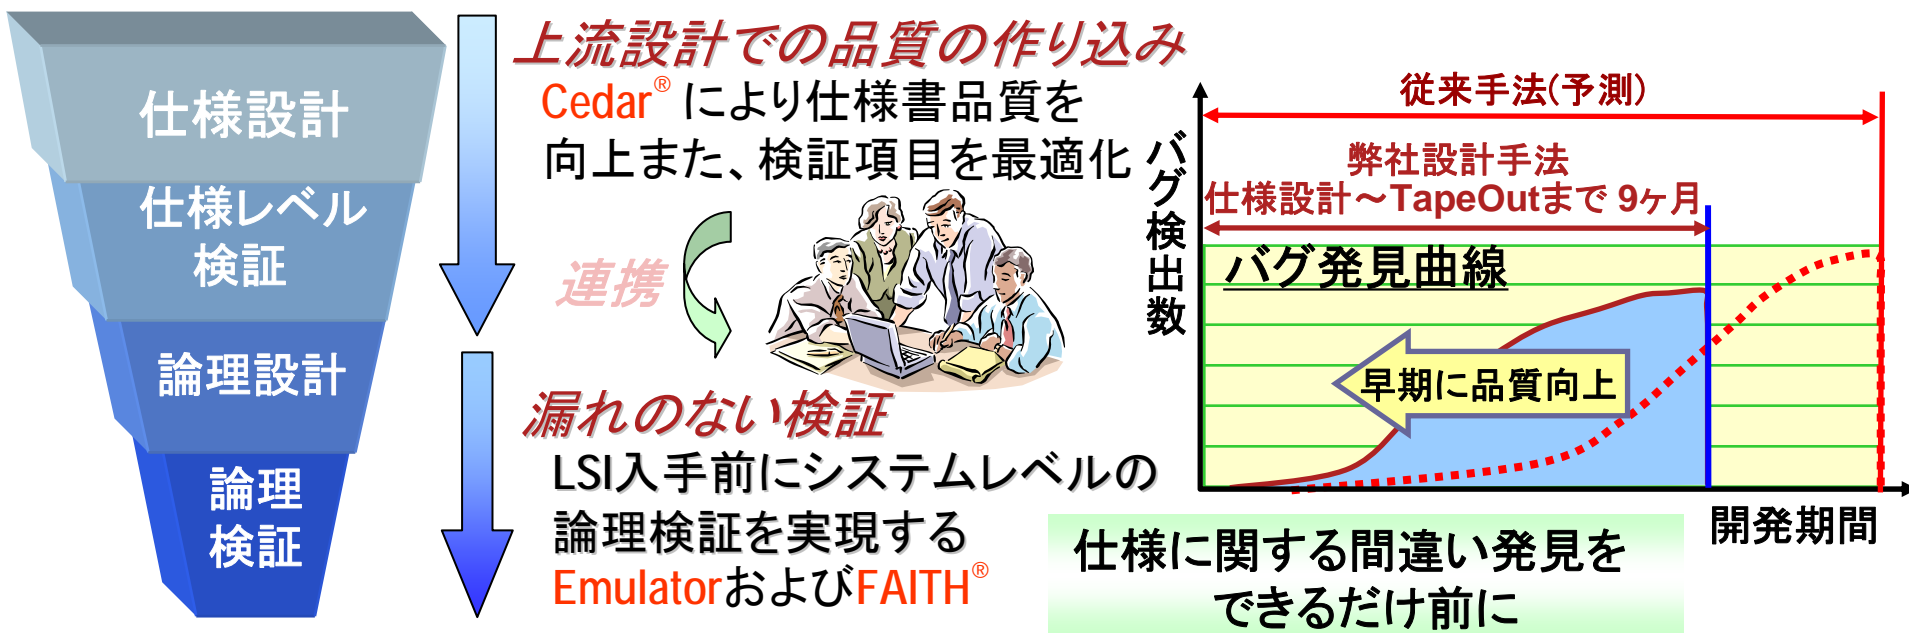 仕様設計
仕様レベル
検証
論理設計
論理
検証
上流設計での品質の作り込み
Cedar® により仕様書品質を
向上また、検証項目を最適化
連携
漏れのない検証
LSI入手前にシステムレベルの
論理検証を実現する
EmulatorおよびFAITH®
バグ検出数
従来手法(予測)
弊社設計手法
仕様設計～TapeOutまで 9ヶ月
バグ発見曲線
早期に品質向上
開発期間
仕様に関する間違い発見を
できるだけ前に